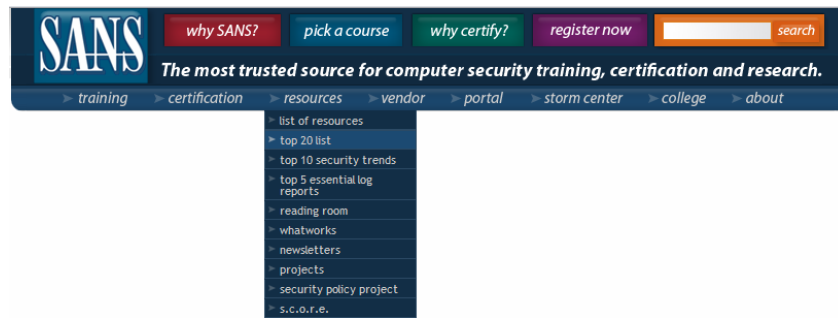 SANS
why SANS?
pick a course
why certify?
register now
search
The most trusted source for computer security training, certification and research.
training
certification
resources
vendor
portal
storm center
college
about
list of resources
top 20 list
top 10 security trends
top 5 essential log
reports
reading room
whatworks
newsletters
projects
security policy project
s.c.o.r.e.